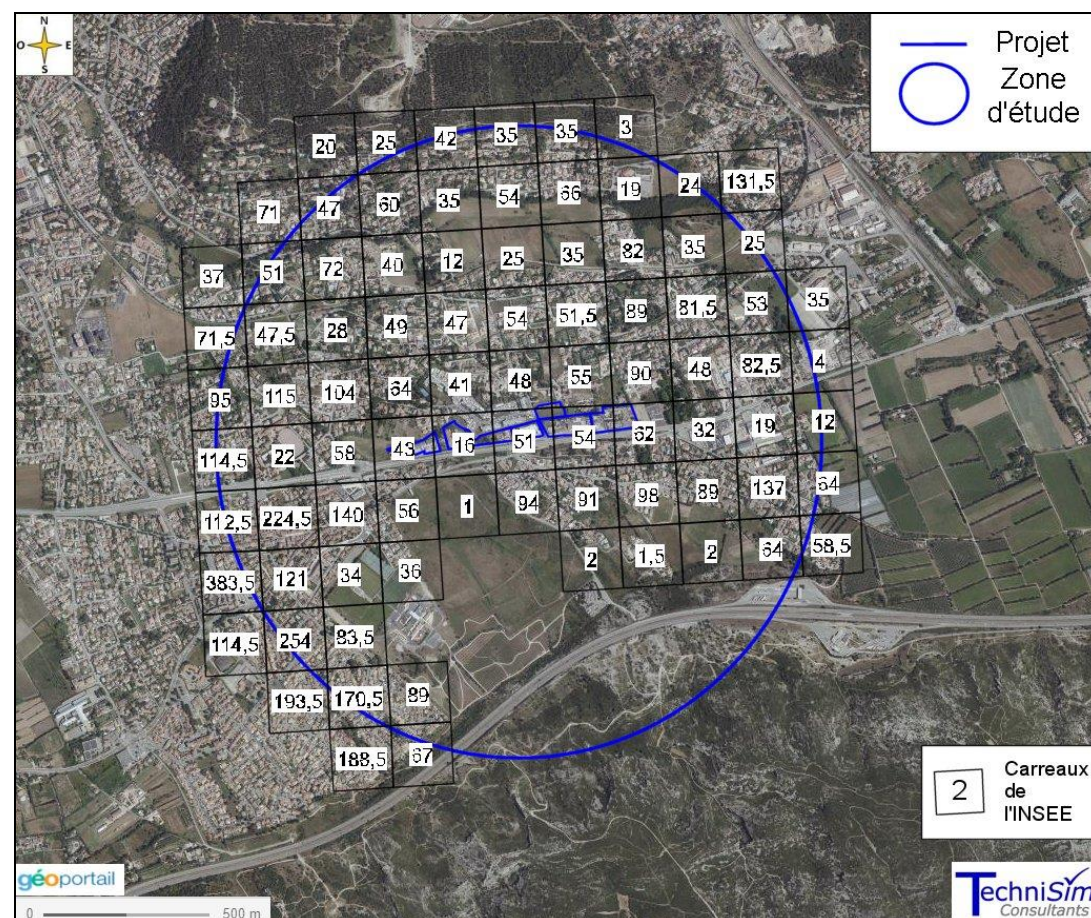 N
O E
S
Projet
Zone
d'étude
20 25 42 35 35 3
71 47 60 35 54 66 19 24 131,5
37 51 72 40 12 25 35 82 35 25
71,5 47,5 28 49 47 54 51,5 89 81,5 53 35
95 115 104 64 41 48 55 90 48 82,5 4
114,5 22 58 43 16 51 54 62 32 19 12
112,5 224,5 140 56 1 94 91 98 89 137 64
383,5 121 34 36 2 1,5 2 64 58,5
114,5 254 83,5
193,5 170,5 89
188,5 67
2
Carreaux
de
l'INSEE
géoportail
0 500 m
TechniSim
Consultants